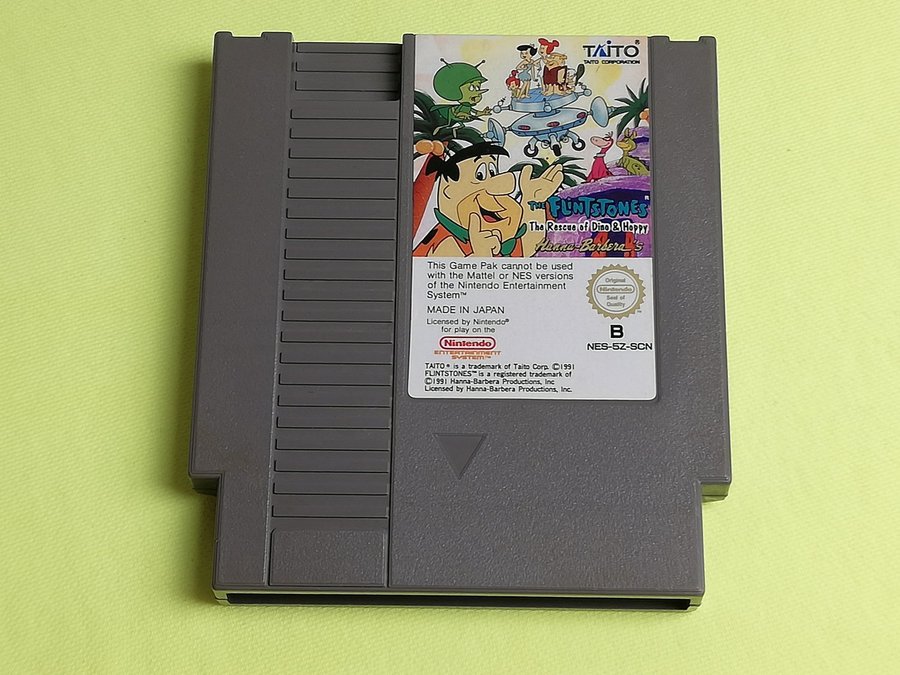 TAITO
TAITO CORPORATION
THE FLINTSTONES™
The Rescue of Dino & Hoppy
Hanna-Barbera's
This Game Pak cannot be used
with the Mattel or NES versions
of the Nintendo Entertainment
System™
MADE IN JAPAN
Licensed by Nintendo®
for play on the
Nintendo
ENTERTAINMENT
SYSTEM™
Original
Nintendo
Seal of
Quality
B
NES-5Z-SCN
TAITO® is a trademark of Taito Corp. ©1991
FLINTSTONES™ is a registered trademark of
©1991 Hanna-Barbera Productions, Inc
Licensed by Hanna-Barbera Productions, Inc.